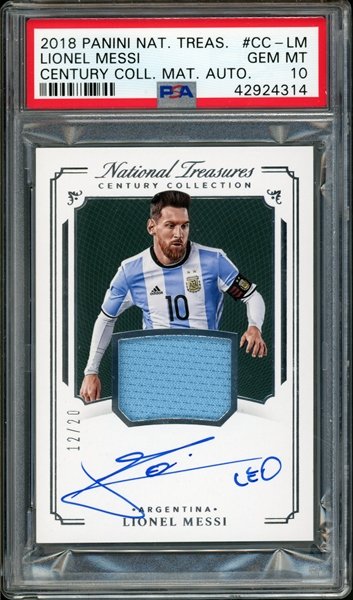 2018 PANINI NAT. TREAS. #CC-LM
LIONEL MESSI GEM MT
CENTURY COLL. MAT. AUTO. 10
PSA 42924314
National Treasures
CENTURY COLLECTION
adidas
10
12/20
Leo
LEO
•ARGENTINA•
LIONEL MESSI